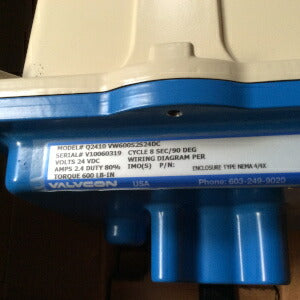 MODEL# Q2410 VW600S2S24DC
SERIAL# V10060319 CYCLE 8 SEC/90 DEG
VOLTS 24 VDC WIRING DIAGRAM PER
AMPS 2.4 DUTY 80% IMO(S) P/N:
TORQUE 600 LB-IN ENCLOSURE TYPE NEMA 4/4X
VALVCON USA Phone: 603-249-9020